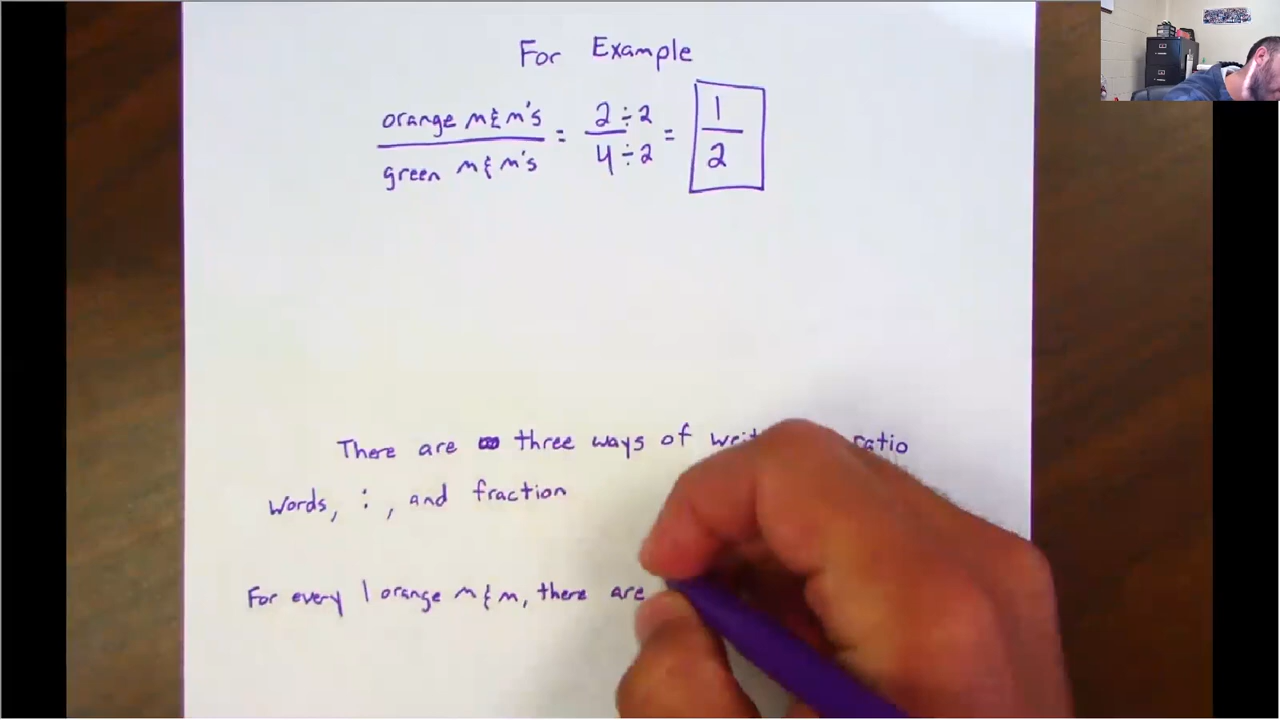 For Example
orange m&m's = 2 ÷ 2 = 1
green m&m's 4 ÷ 2 2
There are three ways of ratio
words, : , and fraction
For every 1 orange m&m, there are